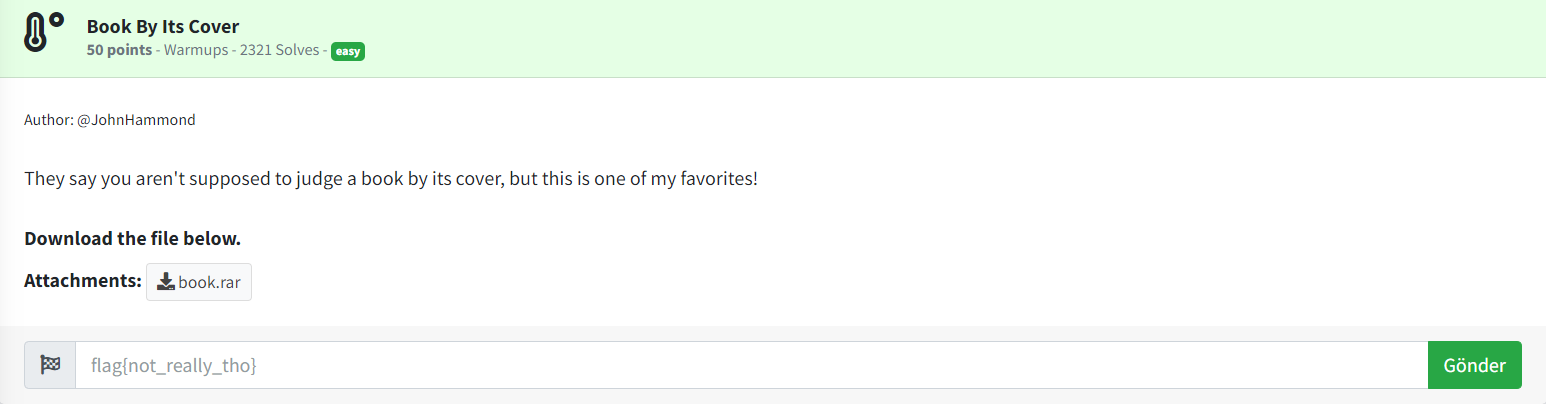 Book By Its Cover
50 points - Warmups - 2321 Solves - easy
Author: @JohnHammond
They say you aren't supposed to judge a book by its cover, but this is one of my favorites!
Download the file below.
Attachments: book.rar
flag{not_really_tho}
Gönder